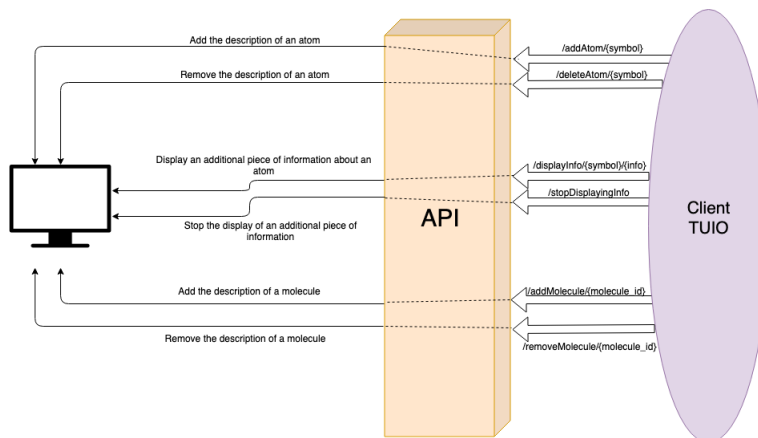 Add the description of an atom
/addAtom/{symbol}
Remove the description of an atom
/deleteAtom/{symbol}
Display an additional piece of information about an
atom
/displayInfo/{symbol}/{info}
/stopDisplayingInfo
Stop the display of an additional piece of
information
API
Client
TUIO
Add the description of a molecule
/addMolecule/{molecule_id}
Remove the description of a molecule
/removeMolecule/{molecule_id}